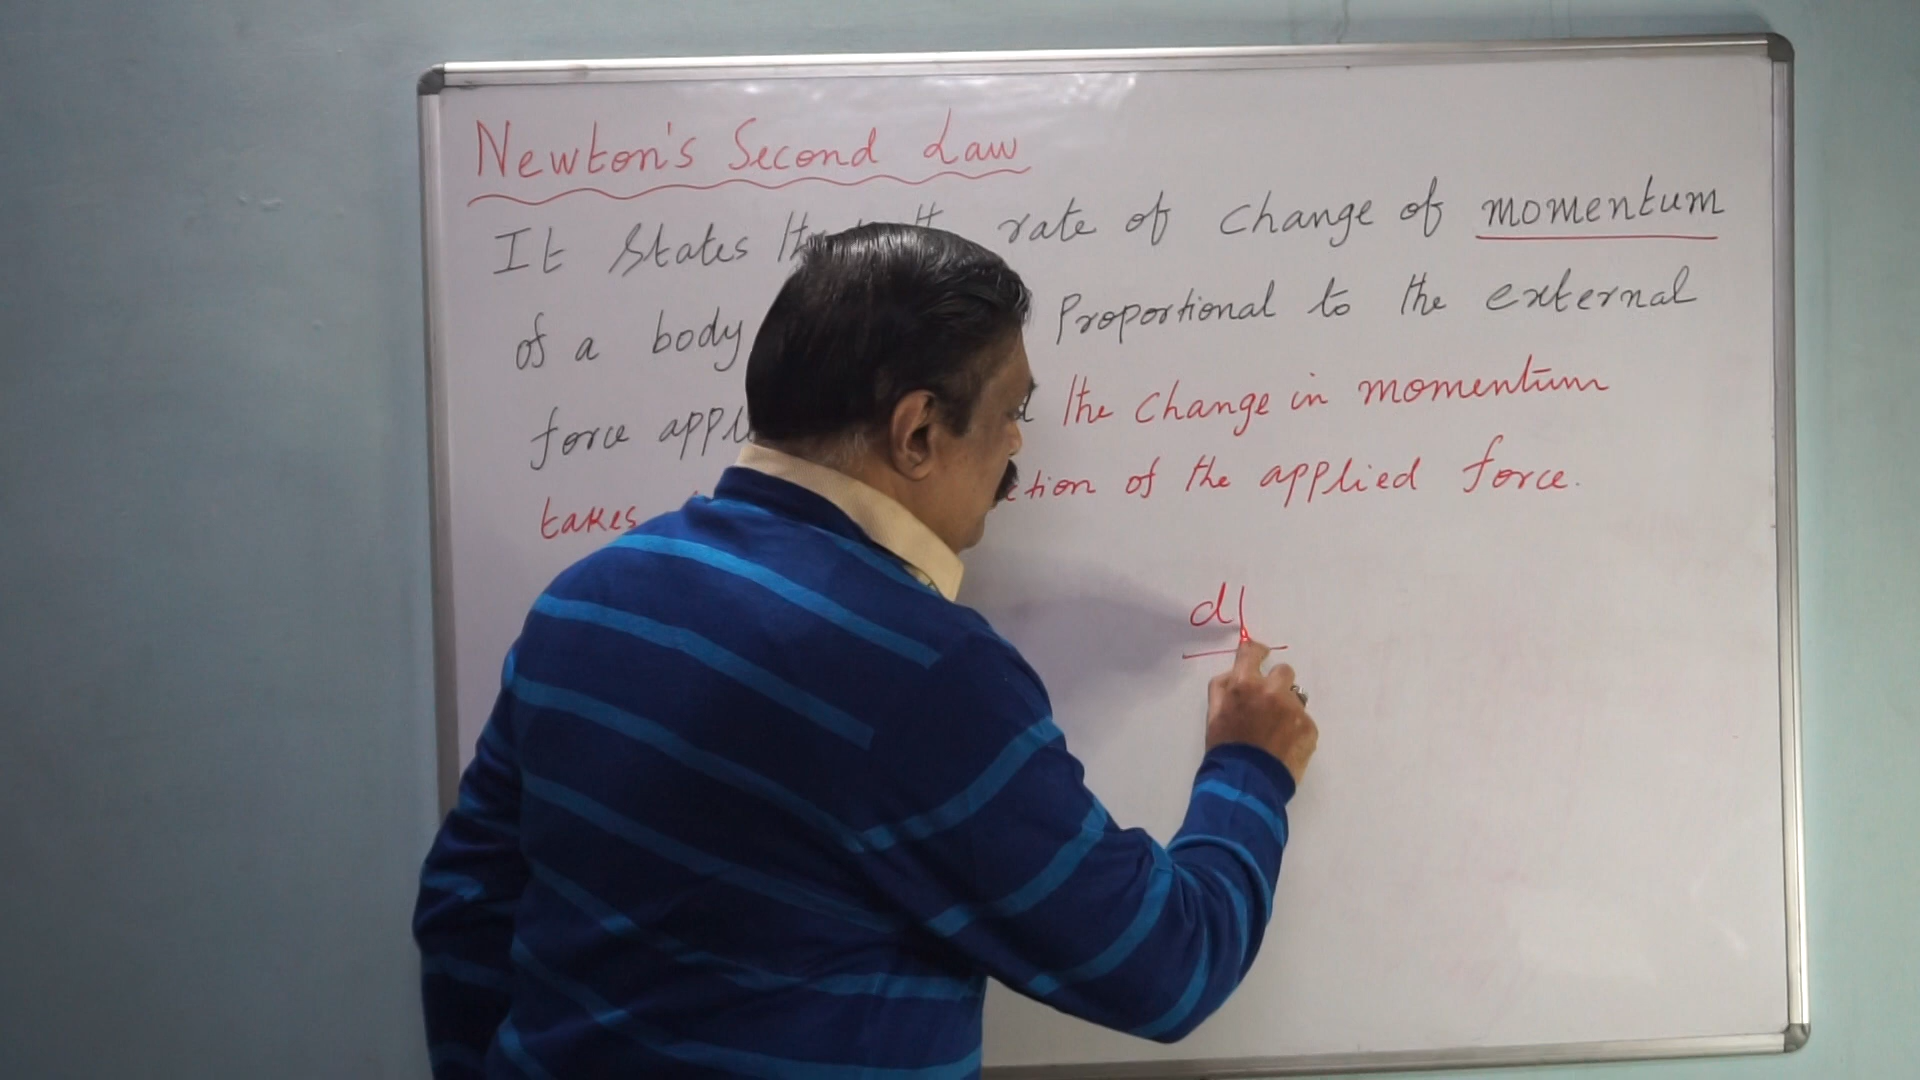 Newton's Second Law
It states rate of change of momentum
of a body Proportional to the external
force the change in momentum
takes of the applied force.
d